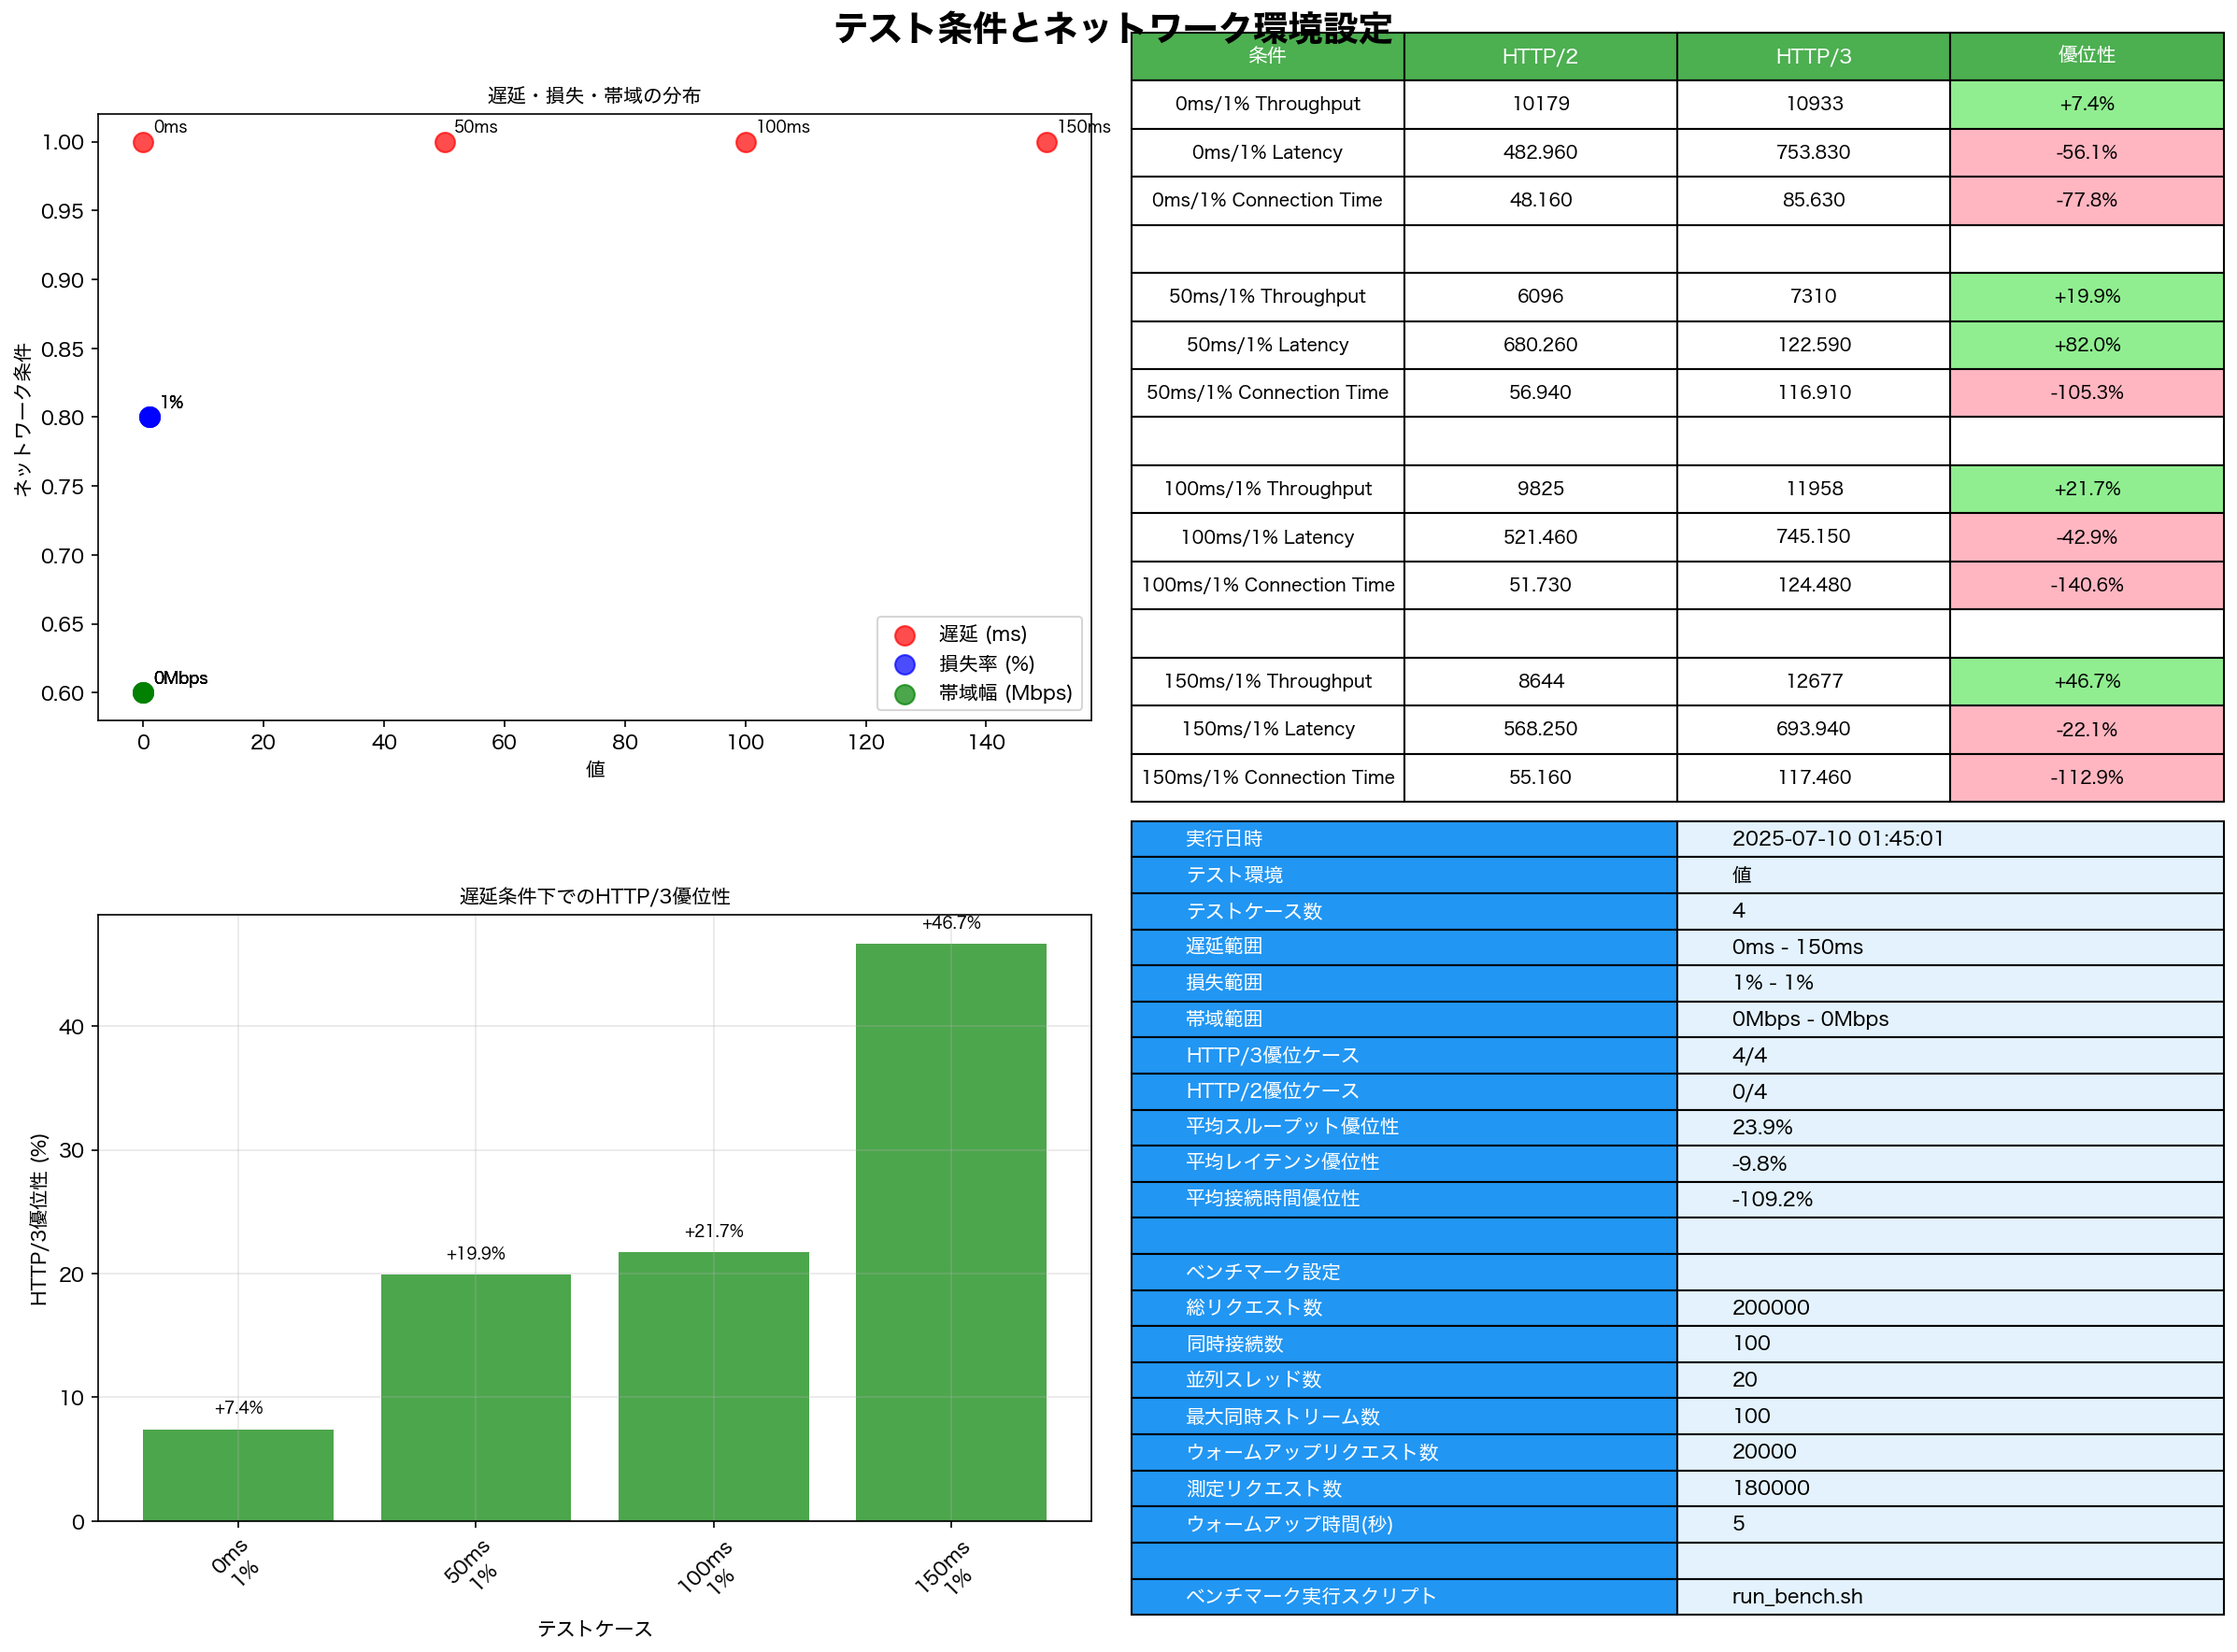 テスト条件とネットワーク環境設定
遅延・損失・帯域の分布
0ms 50ms 100ms 150ms
1.00
0.95
0.90
0.85
1%
0.80
0.75
0.70
0.65
0Mbps
0.60
ネットワーク条件
遅延 (ms)
損失率 (%)
帯域幅 (Mbps)
0 20 40 60 80 100 120 140
値
条件 HTTP/2 HTTP/3 優位性
0ms/1% Throughput 10179 10933 +7.4%
0ms/1% Latency 482.960 753.830 -56.1%
0ms/1% Connection Time 48.160 85.630 -77.8%
50ms/1% Throughput 6096 7310 +19.9%
50ms/1% Latency 680.260 122.590 +82.0%
50ms/1% Connection Time 56.940 116.910 -105.3%
100ms/1% Throughput 9825 11958 +21.7%
100ms/1% Latency 521.460 745.150 -42.9%
100ms/1% Connection Time 51.730 124.480 -140.6%
150ms/1% Throughput 8644 12677 +46.7%
150ms/1% Latency 568.250 693.940 -22.1%
150ms/1% Connection Time 55.160 117.460 -112.9%
遅延条件下でのHTTP/3優位性
+46.7%
40
30
+21.7%
+19.9%
20
10
+7.4%
0
HTTP/3優位性 (%)
0ms
1%
50ms
1%
100ms
1%
150ms
1%
テストケース
実行日時 2025-07-10 01:45:01
テスト環境 値
テストケース数 4
遅延範囲 0ms - 150ms
損失範囲 1% - 1%
帯域範囲 0Mbps - 0Mbps
HTTP/3優位ケース 4/4
HTTP/2優位ケース 0/4
平均スループット優位性 23.9%
平均レイテンシ優位性 -9.8%
平均接続時間優位性 -109.2%
ベンチマーク設定
総リクエスト数 200000
同時接続数 100
並列スレッド数 20
最大同時ストリーム数 100
ウォームアップリクエスト数 20000
測定リクエスト数 180000
ウォームアップ時間(秒) 5
ベンチマーク実行スクリプト run_bench.sh